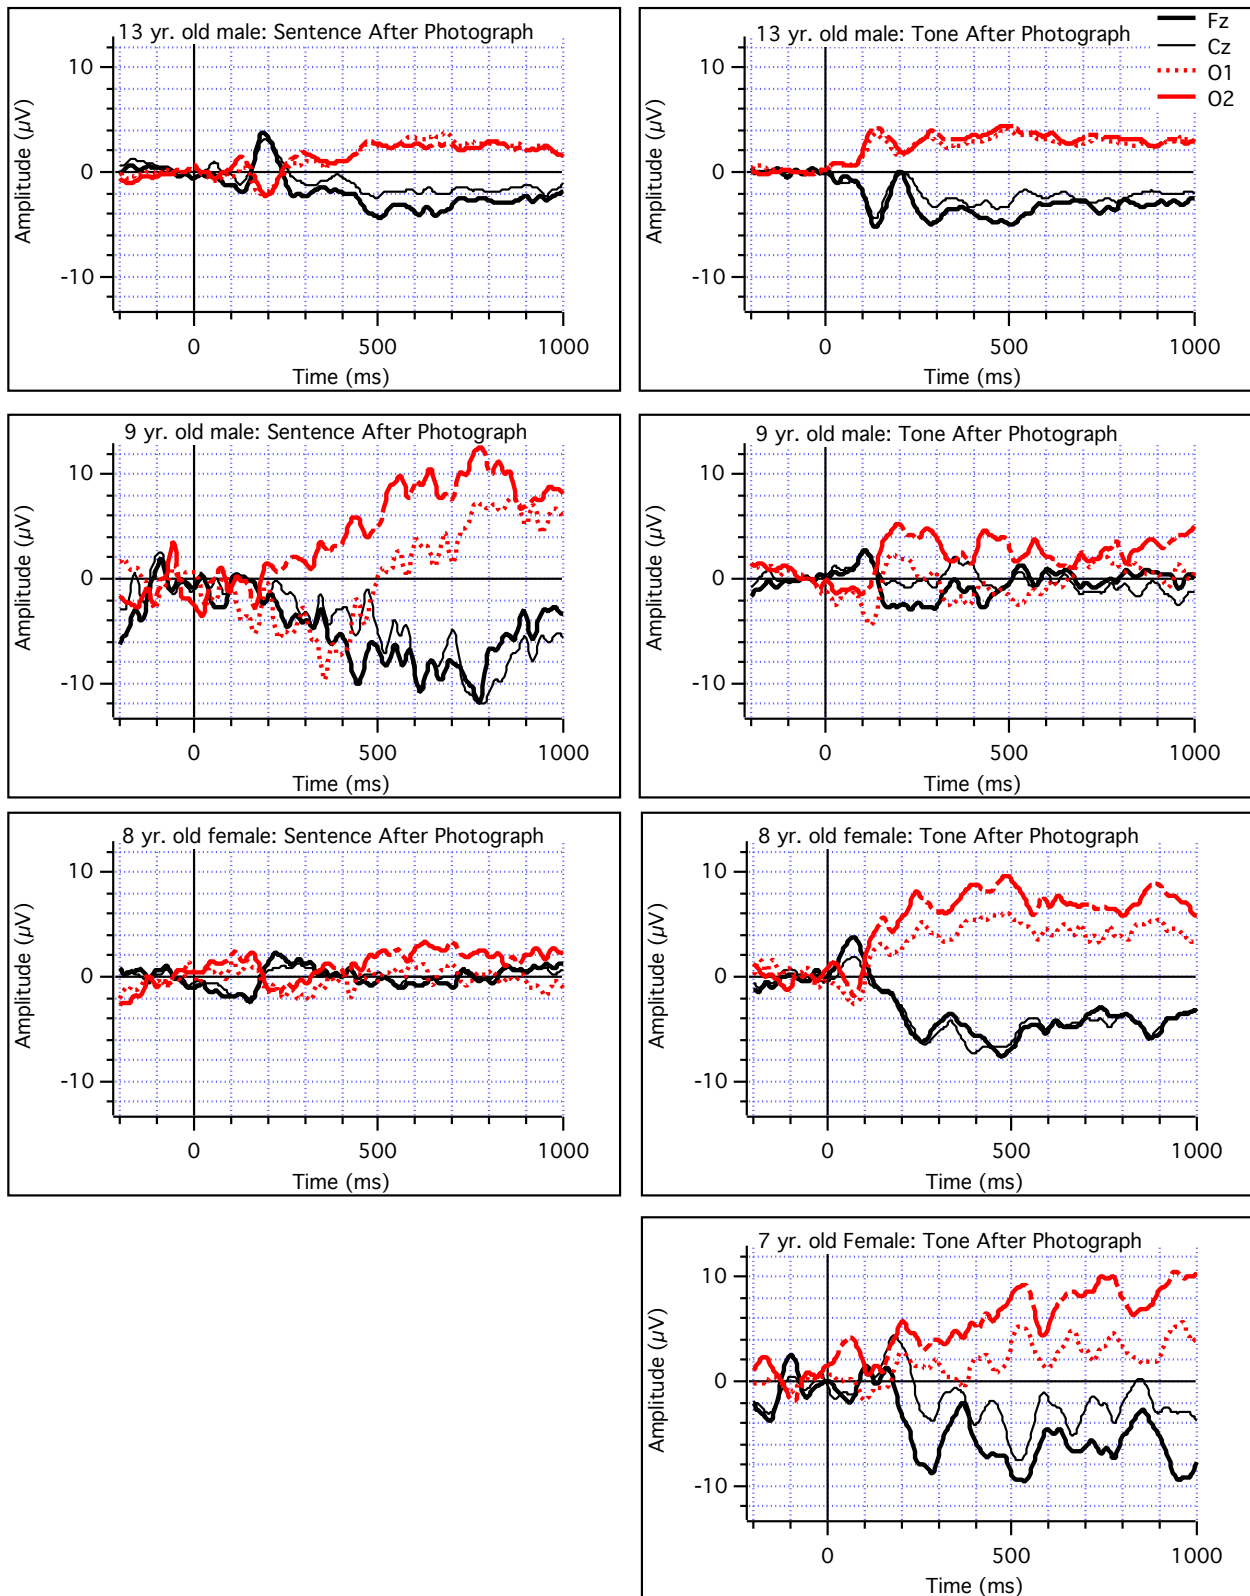 13 yr. old male: Sentence After Photograph
10
0
-10
Amplitude (µV)
0 500 1000
Time (ms)
13 yr. old male: Tone After Photograph
Fz
Cz
O1
O2
10
0
-10
Amplitude (µV)
0 500 1000
Time (ms)
9 yr. old male: Sentence After Photograph
10
0
-10
Amplitude (µV)
0 500 1000
Time (ms)
9 yr. old male: Tone After Photograph
10
0
-10
Amplitude (µV)
0 500 1000
Time (ms)
8 yr. old female: Sentence After Photograph
10
0
-10
Amplitude (µV)
0 500 1000
Time (ms)
8 yr. old female: Tone After Photograph
10
0
-10
Amplitude (µV)
0 500 1000
Time (ms)
7 yr. old Female: Tone After Photograph
10
0
-10
Amplitude (µV)
0 500 1000
Time (ms)